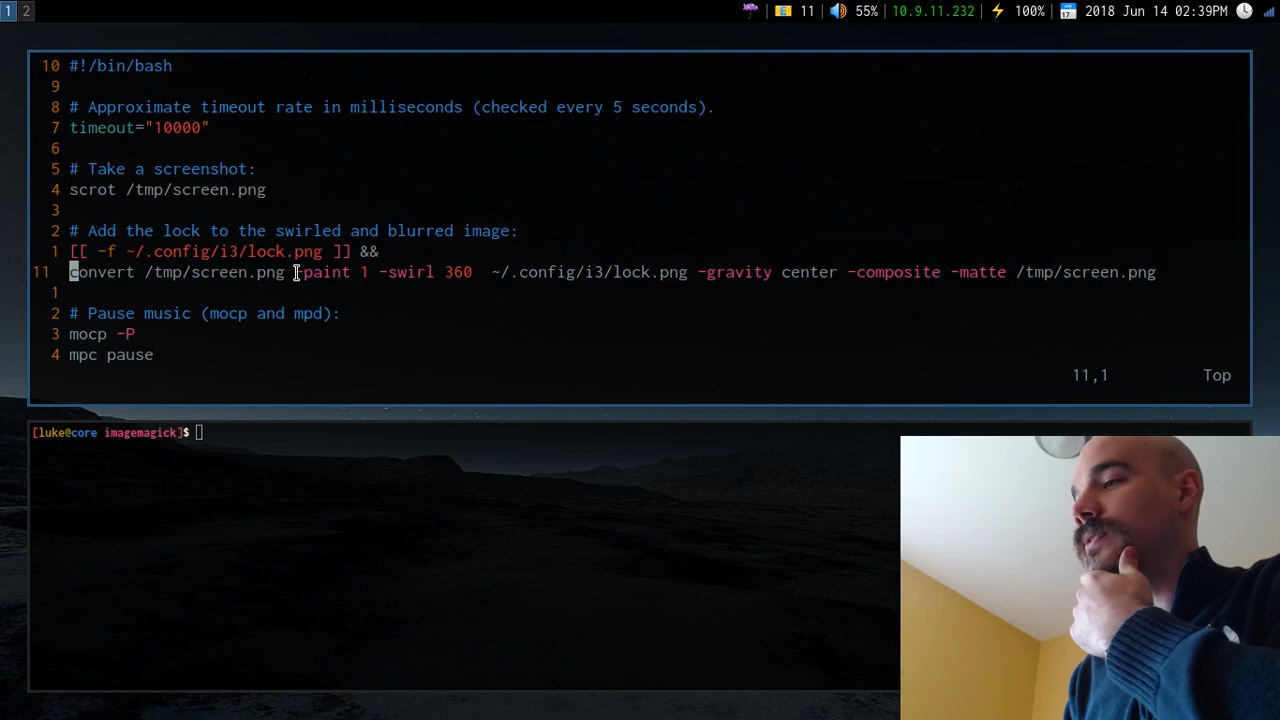 1 2 11 55% 10.9.11.232 100% 2018 Jun 14 02:39PM
10 #!/bin/bash
9
8 # Approximate timeout rate in milliseconds (checked every 5 seconds).
7 timeout="10000"
6
5 # Take a screenshot:
4 scrot /tmp/screen.png
3
2 # Add the lock to the swirled and blurred image:
1 [[ -f ~/.config/i3/lock.png ]] &&
11 convert /tmp/screen.png -paint 1 -swirl 360  ~/.config/i3/lock.png -gravity center -composite -matte /tmp/screen.png
1
2 # Pause music (mocp and mpd):
3 mocp -P
4 mpc pause
11,1 Top
[luke@core imagemagick]$